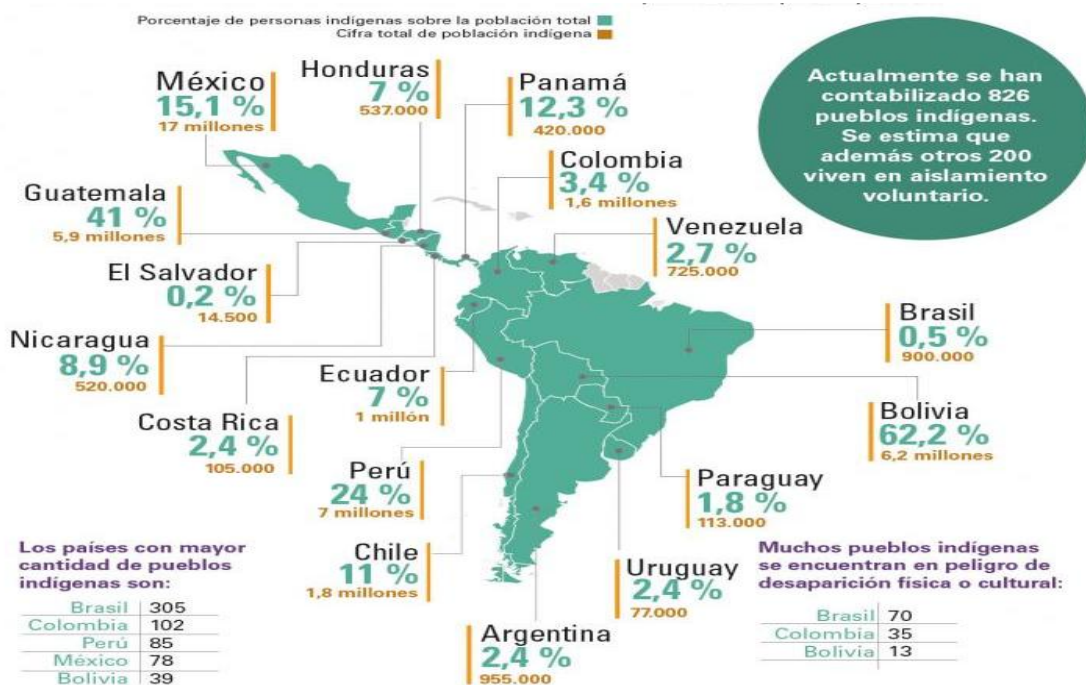 Porcentaje de personas indígenas sobre la población total
Cifra total de población indígena
México
15,1 %
17 millones
Honduras
7 %
537.000
Panamá
12,3 %
420.000
Colombia
3,4 %
1,6 millones
Venezuela
2,7 %
725.000
Actualmente se han
contabilizado 826
pueblos indígenas.
Se estima que
además otros 200
viven en aislamiento
voluntario.
Guatemala
41 %
5,9 millones
El Salvador
0,2 %
14.500
Nicaragua
8,9 %
520.000
Costa Rica
2,4 %
105.000
Ecuador
7 %
1 millón
Perú
24 %
7 millones
Chile
11 %
1,8 millones
Argentina
2,4 %
955.000
Brasil
0,5 %
900.000
Bolivia
62,2 %
6,2 millones
Paraguay
1,8 %
113.000
Uruguay
2,4 %
77.000
Los países con mayor
cantidad de pueblos
indígenas son:
Brasil 305
Colombia 102
Perú 85
México 78
Bolivia 39
Muchos pueblos indígenas
se encuentran en peligro de
desaparición física o cultural:
Brasil 70
Colombia 35
Bolivia 13